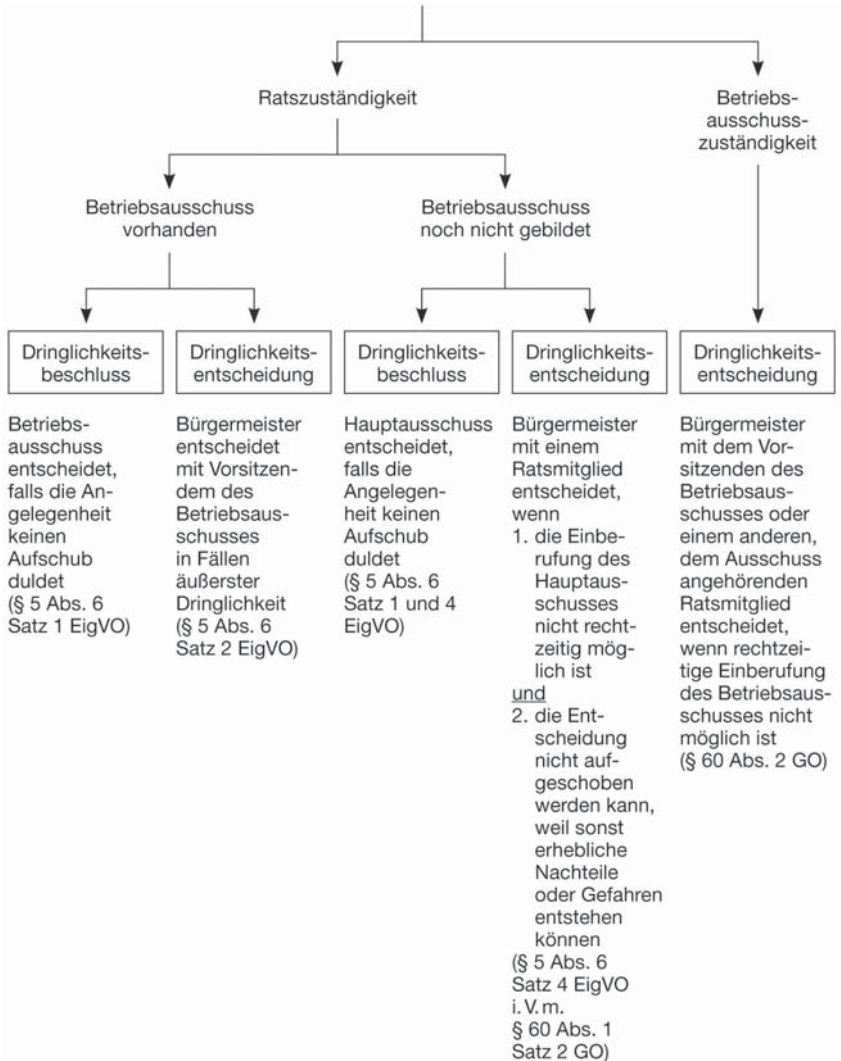 Ratszuständigkeit
Betriebs-
ausschuss-
zuständigkeit
Betriebsausschuss
vorhanden
Betriebsausschuss
noch nicht gebildet
Dringlichkeits-
beschluss
Betriebs-
ausschuss
entscheidet,
falls die An-
gelegenheit
keinen
Aufschub
duldet
(§ 5 Abs. 6
Satz 1 EigVO)
Dringlichkeits-
entscheidung
Bürgermeister
entscheidet
mit Vorsitzen-
dem des
Betriebsaus-
schusses
in Fällen
äußerster
Dringlichkeit
(§ 5 Abs. 6
Satz 2 EigVO)
Dringlichkeits-
beschluss
Hauptausschuss
entscheidet,
falls die
Angelegen-
heit keinen
Aufschub
duldet
(§ 5 Abs. 6
Satz 1 und 4
EigVO)
Dringlichkeits-
entscheidung
Bürgermeister
mit einem
Ratsmitglied
entscheidet,
wenn
1. die Einbe-
rufung des
Hauptaus-
schusses
nicht recht-
zeitig mög-
lich ist
und
2. die Ent-
scheidung
nicht auf-
geschoben
werden kann,
weil sonst
erhebliche
Nachteile
oder Gefahren
entstehen
können
(§ 5 Abs. 6
Satz 4 EigVO
i. V. m.
§ 60 Abs. 1
Satz 2 GO)
Dringlichkeits-
entscheidung
Bürgermeister
mit dem Vor-
sitzenden des
Betriebsaus-
schusses oder
einem anderen,
dem Ausschuss
angehörenden
Ratsmitglied
entscheidet,
wenn rechtzei-
tige Einberufung
des Betriebsaus-
schusses nicht
möglich ist
(§ 60 Abs. 2 GO)